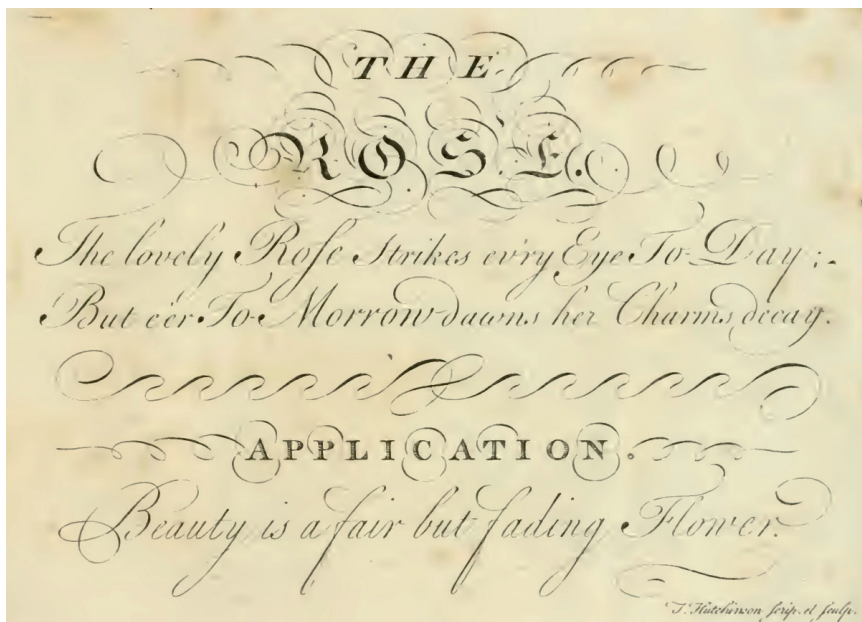 THE
ROSE.
The lovely Roſe Strikes ev'ry Eye To-Day;
But e'er To-Morrow dawns her Charms decay.
APPLICATION.
Beauty is a fair but fading Flower.
T. Hutchinson ſcrip. et ſculp.